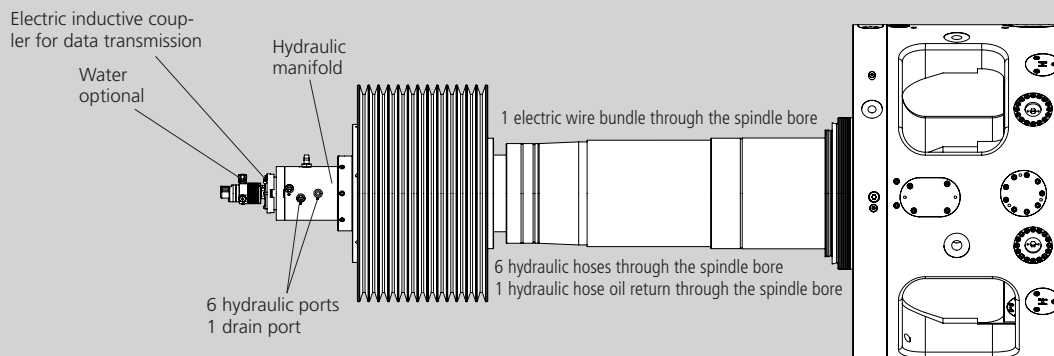 Electric inductive coup-
ler for data transmission
Water
optional
Hydraulic
manifold
1 electric wire bundle through the spindle bore
6 hydraulic hoses through the spindle bore
1 hydraulic hose oil return through the spindle bore
6 hydraulic ports
1 drain port